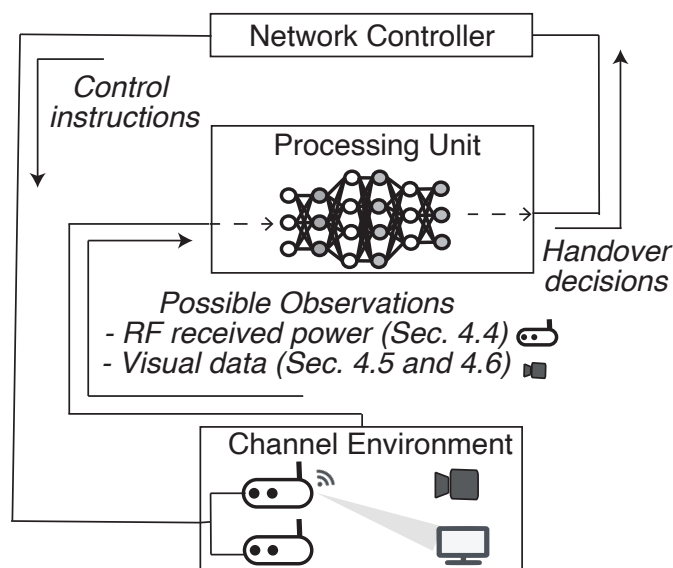 Network Controller
Control
instructions
Processing Unit
Handover
decisions
Possible Observations
- RF received power (Sec. 4.4)
- Visual data (Sec. 4.5 and 4.6)
Channel Environment